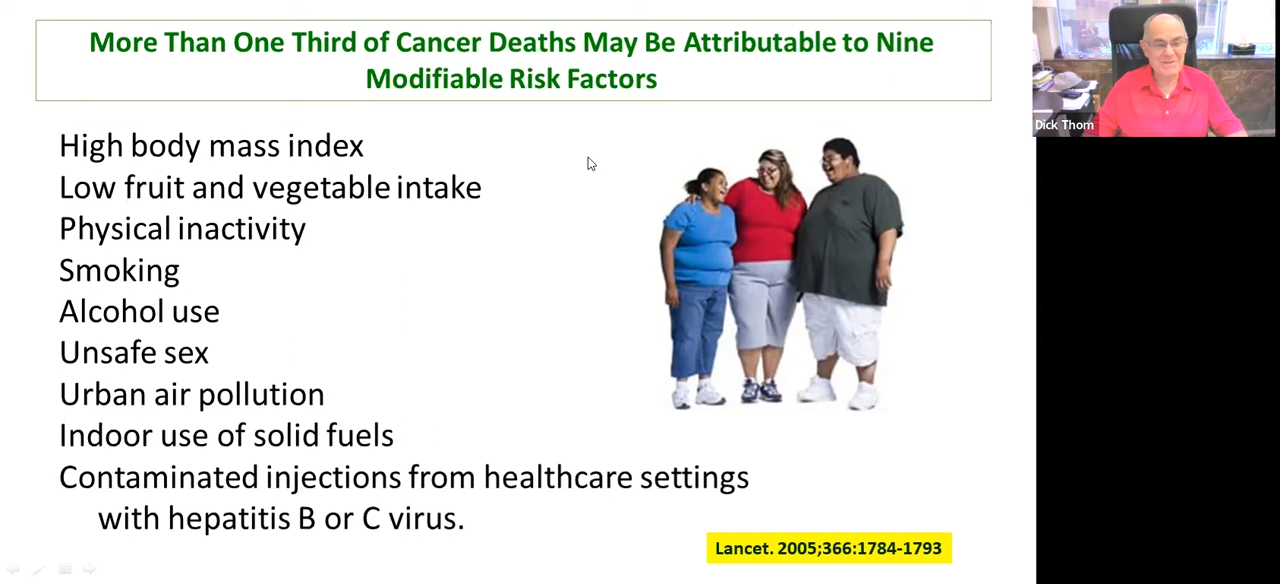 More Than One Third of Cancer Deaths May Be Attributable to Nine
Modifiable Risk Factors
High body mass index
Low fruit and vegetable intake
Physical inactivity
Smoking
Alcohol use
Unsafe sex
Urban air pollution
Indoor use of solid fuels
Contaminated injections from healthcare settings
with hepatitis B or C virus.
Lancet. 2005;366:1784-1793
Dick Thom